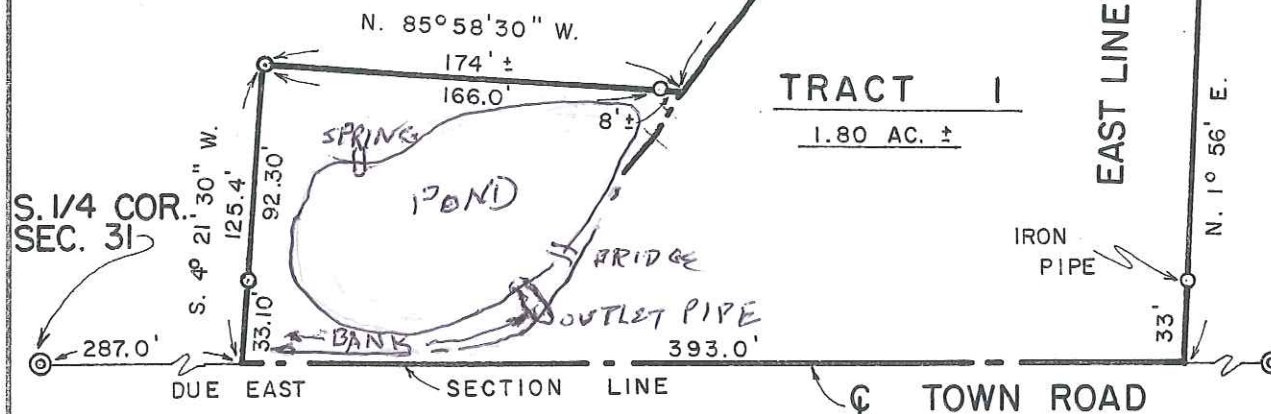 N. 85° 58' 30" W.
174' ±
166.0'
8' ±
TRACT 1
1.80 AC. ±
EAST LINE
N. 1° 56' E.
SPRING
POND
S. 4° 21' 30" W.
125.4'
92.30'
33.10'
S. 1/4 COR.
SEC. 31
BRIDGE
OUTLET PIPE
BANK
IRON
PIPE
33'
287.0'
393.0'
DUE EAST
SECTION LINE
℄ TOWN ROAD